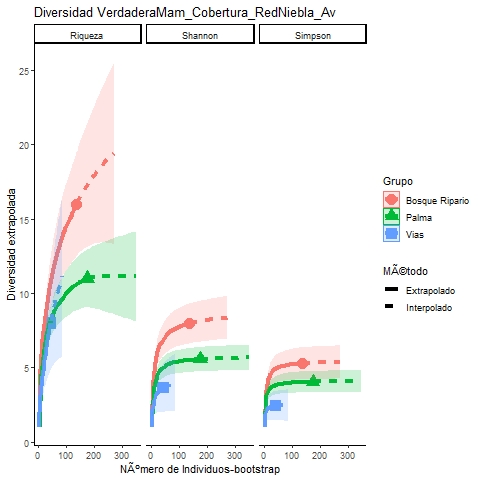 Diversidad VerdaderaMam_Cobertura_RedNiebla_Av
Riqueza
Shannon
Simpson
Diversidad extrapolada
25
20
15
10
5
0
0 100 200 300
0 100 200 300
0 100 200 300
NÃºmero de Individuos-bootstrap
Grupo
Bosque Ripario
Palma
Vias
MÃ©todo
Extrapolado
Interpolado